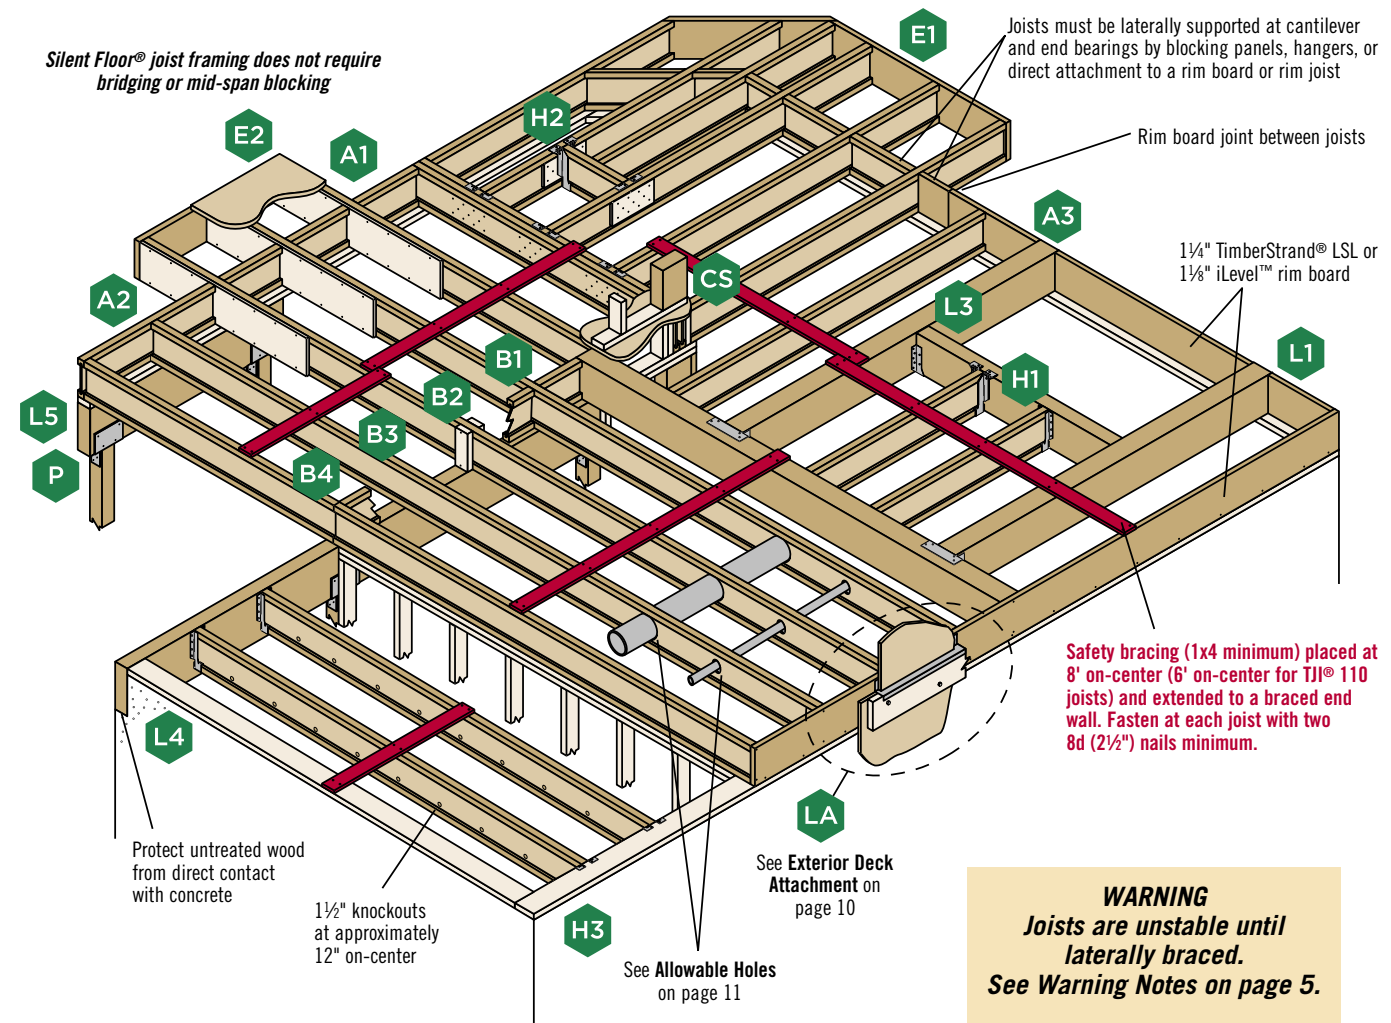 Silent Floor® joist framing does not require
bridging or mid-span blocking
E1
Joists must be laterally supported at cantilever
and end bearings by blocking panels, hangers, or
direct attachment to a rim board or rim joist
E2
A1
H2
Rim board joint between joists
A3
1¼" TimberStrand® LSL or
1⅛" iLevel™ rim board
A2
CS
L3
L1
B1
H1
B2
L5
B3
P
B4
Safety bracing (1x4 minimum) placed at
8' on-center (6' on-center for TJI® 110
joists) and extended to a braced end
wall. Fasten at each joist with two
8d (2½") nails minimum.
L4
LA
Protect untreated wood
from direct contact
with concrete
1½" knockouts
at approximately
12" on-center
H3
See Exterior Deck
Attachment on
page 10
See Allowable Holes
on page 11
WARNING
Joists are unstable until
laterally braced.
See Warning Notes on page 5.